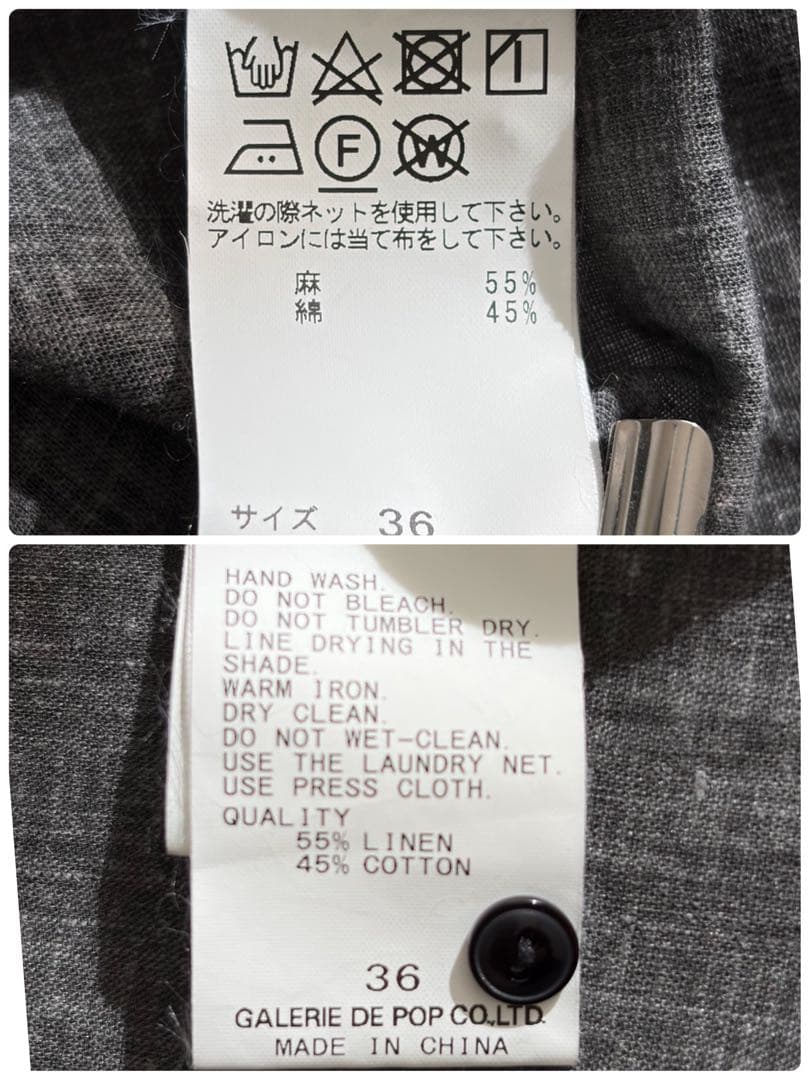 F
W
洗濯の際ネットを使用して下さい。
アイロンには当て布をして下さい。
麻 55%
綿 45%
サイズ 36
HAND WASH.
DO NOT BLEACH.
DO NOT TUMBLER DRY.
LINE DRYING IN THE
SHADE.
WARM IRON.
DRY CLEAN.
DO NOT WET-CLEAN.
USE THE LAUNDRY NET.
USE PRESS CLOTH.
QUALITY
55% LINEN
45% COTTON
36
GALERIE DE POP CO.,LTD.
MADE IN CHINA